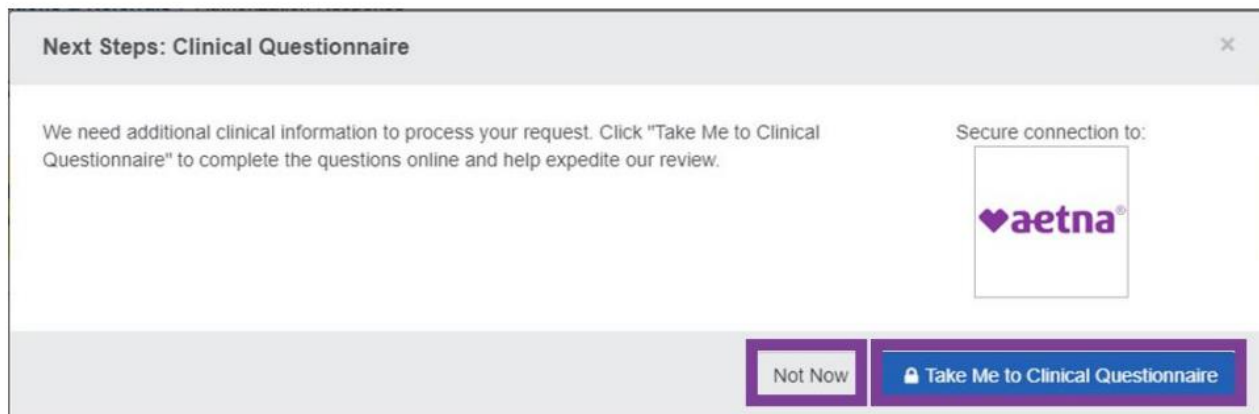 Next Steps: Clinical Questionnaire
×
We need additional clinical information to process your request. Click "Take Me to Clinical
Questionnaire" to complete the questions online and help expedite our review.
Secure connection to:
aetna®
Not Now
Take Me to Clinical Questionnaire